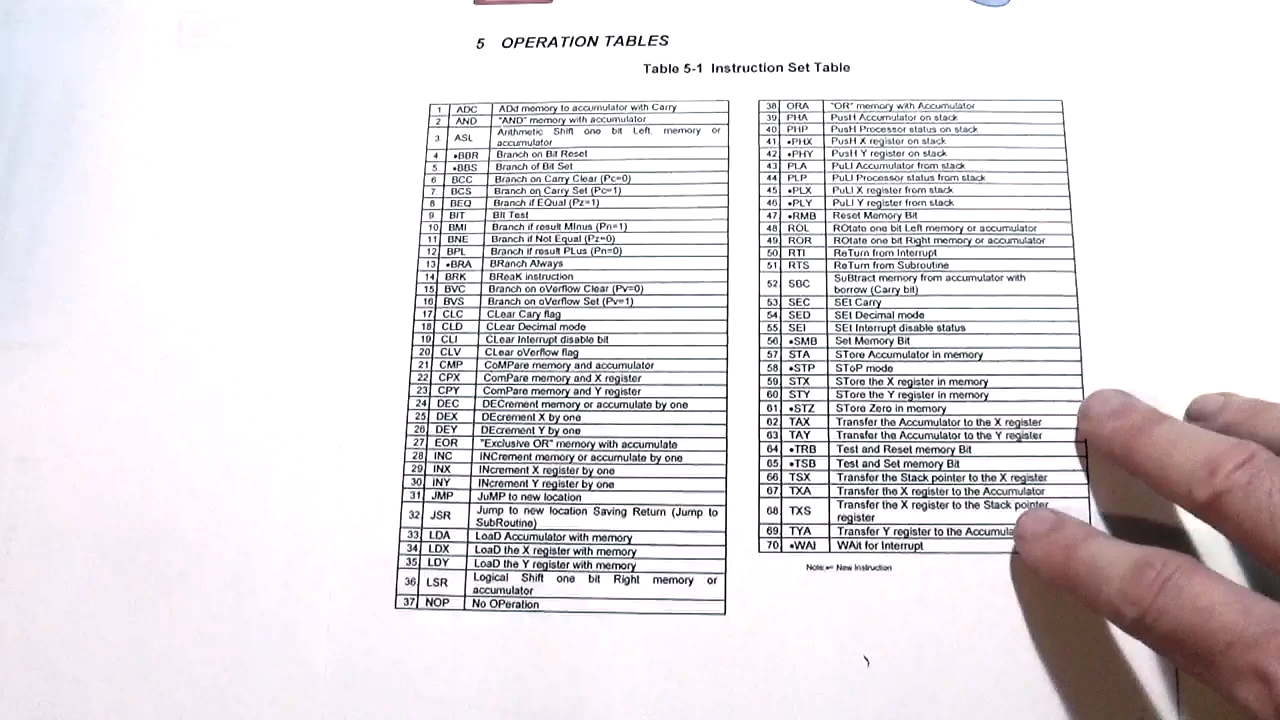 5 OPERATION TABLES
Table 5-1 Instruction Set Table
1 ADC ADd memory to accumulator with Carry
2 AND "AND" memory with accumulator
3 ASL Arithmetic Shift one bit Left, memory or
accumulator
4 •BBR Branch on Bit Reset
5 •BBS Branch of Bit Set
6 BCC Branch on Carry Clear (Pc=0)
7 BCS Branch on Carry Set (Pc=1)
8 BEQ Branch if EQual (Pz=1)
9 BIT BIt Test
10 BMI Branch if result MInus (Pn=1)
11 BNE Branch if Not Equal (Pz=0)
12 BPL Branch if result PLus (Pn=0)
13 •BRA BRanch Always
14 BRK BReaK instruction
15 BVC Branch on oVerflow Clear (Pv=0)
16 BVS Branch on oVerflow Set (Pv=1)
17 CLC CLear Cary flag
18 CLD CLear Decimal mode
19 CLI CLear Interrupt disable bit
20 CLV CLear oVerflow flag
21 CMP CoMPare memory and accumulator
22 CPX ComPare memory and X register
23 CPY ComPare memory and Y register
24 DEC DECrement memory or accumulate by one
25 DEX DEcrement X by one
26 DEY DEcrement Y by one
27 EOR "Exclusive OR" memory with accumulate
28 INC INCrement memory or accumulate by one
29 INX INcrement X register by one
30 INY INcrement Y register by one
31 JMP JuMP to new location
32 JSR Jump to new location Saving Return (Jump to
SubRoutine)
33 LDA LoaD Accumulator with memory
34 LDX LoaD the X register with memory
35 LDY LoaD the Y register with memory
36 LSR Logical Shift one bit Right memory or
accumulator
37 NOP No OPeration
38 ORA "OR" memory with Accumulator
39 PHA PusH Accumulator on stack
40 PHP PusH Processor status on stack
41 •PHX PusH X register on stack
42 •PHY PusH Y register on stack
43 PLA PuLl Accumulator from stack
44 PLP PuLl Processor status from stack
45 •PLX PuLl X register from stack
46 •PLY PuLl Y register from stack
47 •RMB Reset Memory Bit
48 ROL ROtate one bit Left memory or accumulator
49 ROR ROtate one bit Right memory or accumulator
50 RTI ReTurn from Interrupt
51 RTS ReTurn from Subroutine
52 SBC SuBtract memory from accumulator with
borrow (Carry bit)
53 SEC SEt Carry
54 SED SEt Decimal mode
55 SEI SEt Interrupt disable status
56 •SMB Set Memory Bit
57 STA STore Accumulator in memory
58 •STP SToP mode
59 STX STore the X register in memory
60 STY STore the Y register in memory
61 •STZ STore Zero in memory
62 TAX Transfer the Accumulator to the X register
63 TAY Transfer the Accumulator to the Y register
64 •TRB Test and Reset memory Bit
65 •TSB Test and Set memory Bit
66 TSX Transfer the Stack pointer to the X register
67 TXA Transfer the X register to the Accumulator
68 TXS Transfer the X register to the Stack pointer
register
69 TYA Transfer Y register to the Accumula
70 •WAI WAit for Interrupt
Note:•= New Instruction